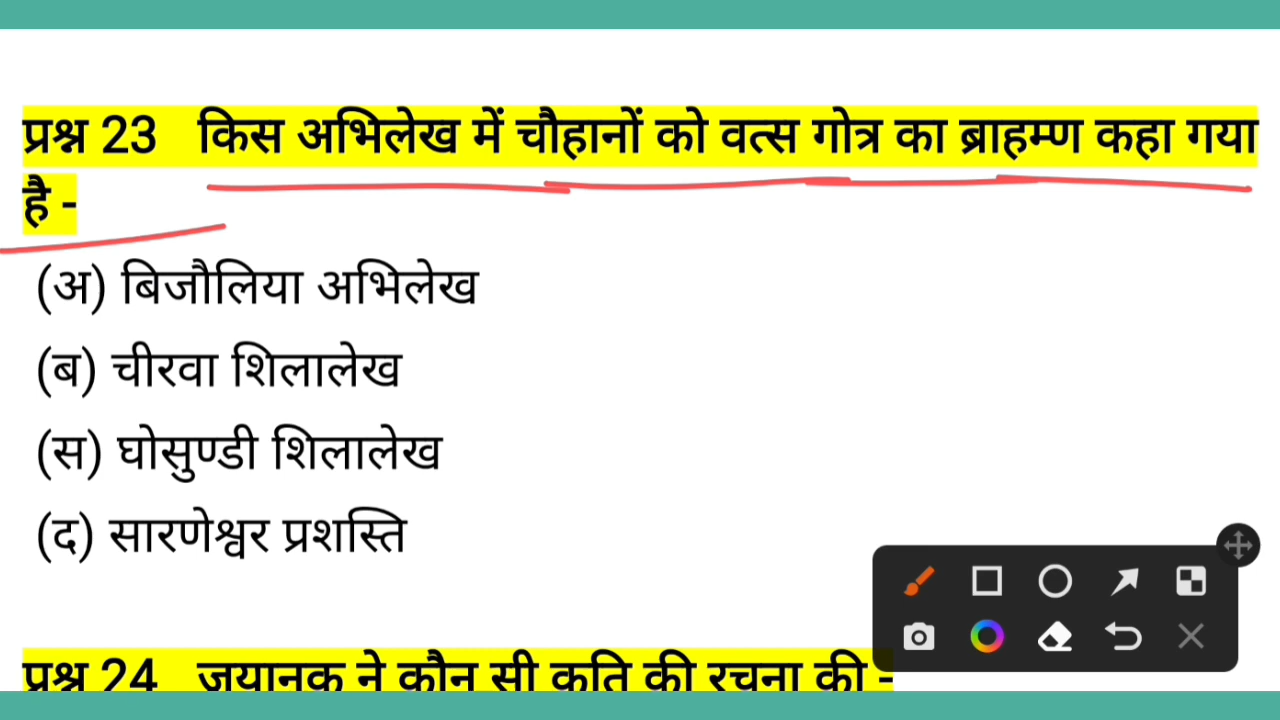 प्रश्न 23 किस अभिलेख में चौहानों को वत्स गोत्र का ब्राहम्ण कहा गया
है -
(अ) बिजौलिया अभिलेख
(ब) चीरवा शिलालेख
(स) घोसुण्डी शिलालेख
(द) सारणेश्वर प्रशस्ति
प्रश्न 24 जयानक ने कौन सी कृति की रचना की -